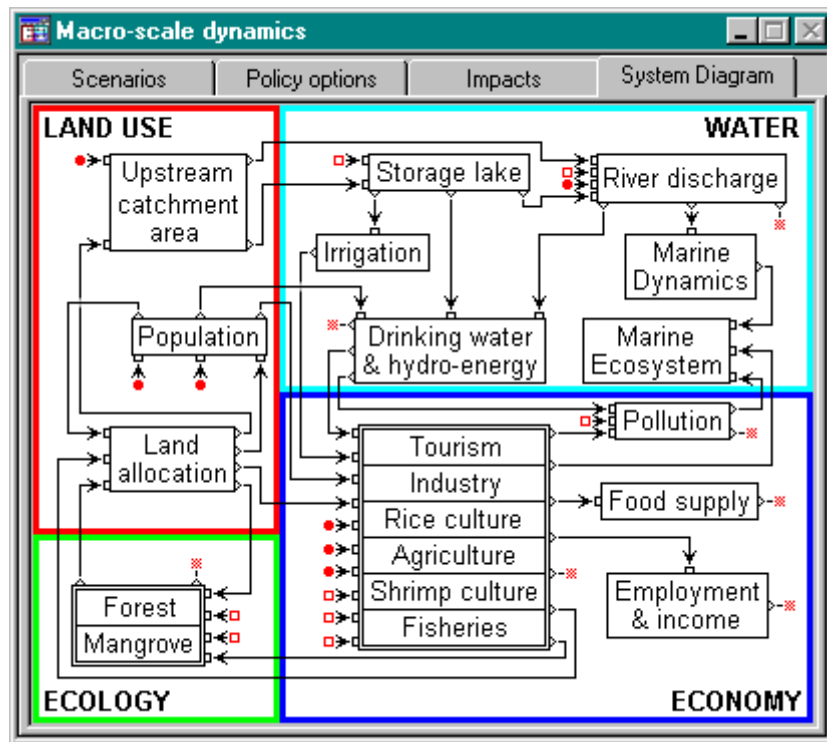 Macro-scale dynamics
Scenarios
Policy options
Impacts
System Diagram
LAND USE
WATER
Upstream
catchment
area
Storage lake
River discharge
Irrigation
Marine
Dynamics
Population
Drinking water
& hydro-energy
Marine
Ecosystem
Land
allocation
Pollution
Tourism
Industry
Rice culture
Agriculture
Shrimp culture
Fisheries
Food supply
Employment
& income
Forest
Mangrove
ECOLOGY
ECONOMY